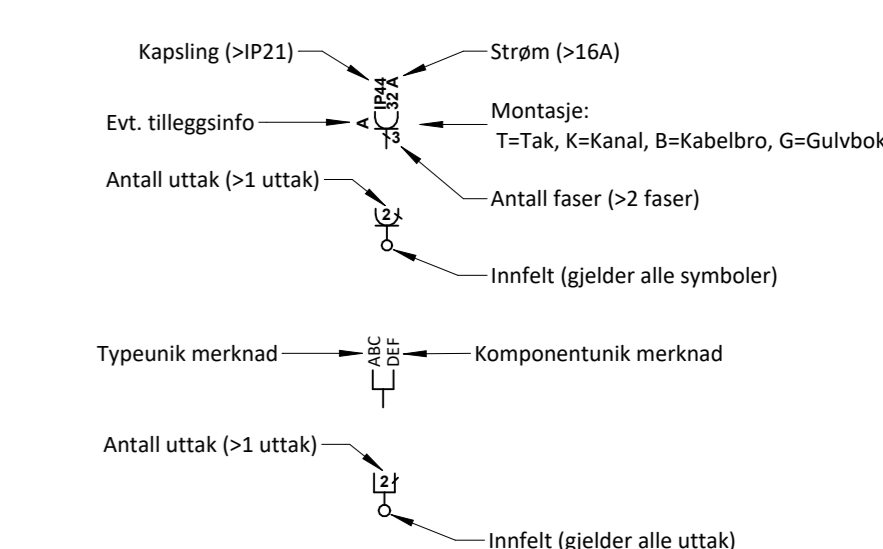 Kapsling (>IP21)
Strøm (>16A)
IP44
32 A
Evt. tilleggsinfo
A
Montasje:
T=Tak, K=Kanal, B=Kabelbro, G=Gulvbok
3
Antall uttak (>1 uttak)
Antall faser (>2 faser)
2
Innfelt (gjelder alle symboler)
Typeunik merknad
ABC
DEF
Komponentunik merknad
Antall uttak (>1 uttak)
2
Innfelt (gjelder alle uttak)